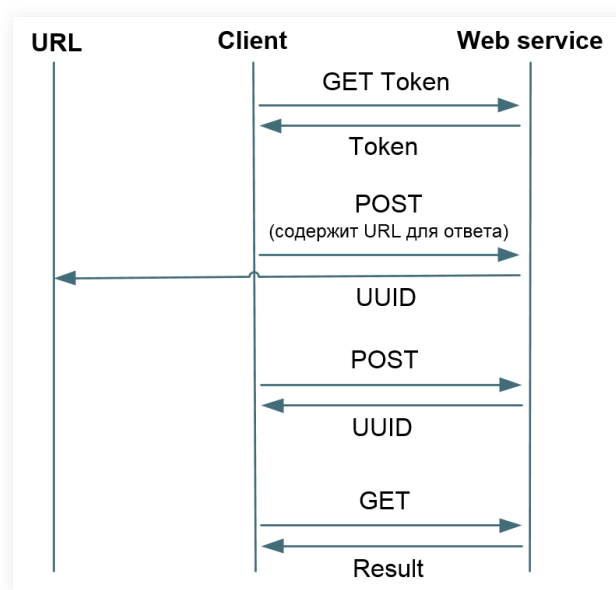 URL Client Web service
GET Token
Token
POST
(содержит URL для ответа)
UUID
POST
UUID
GET
Result